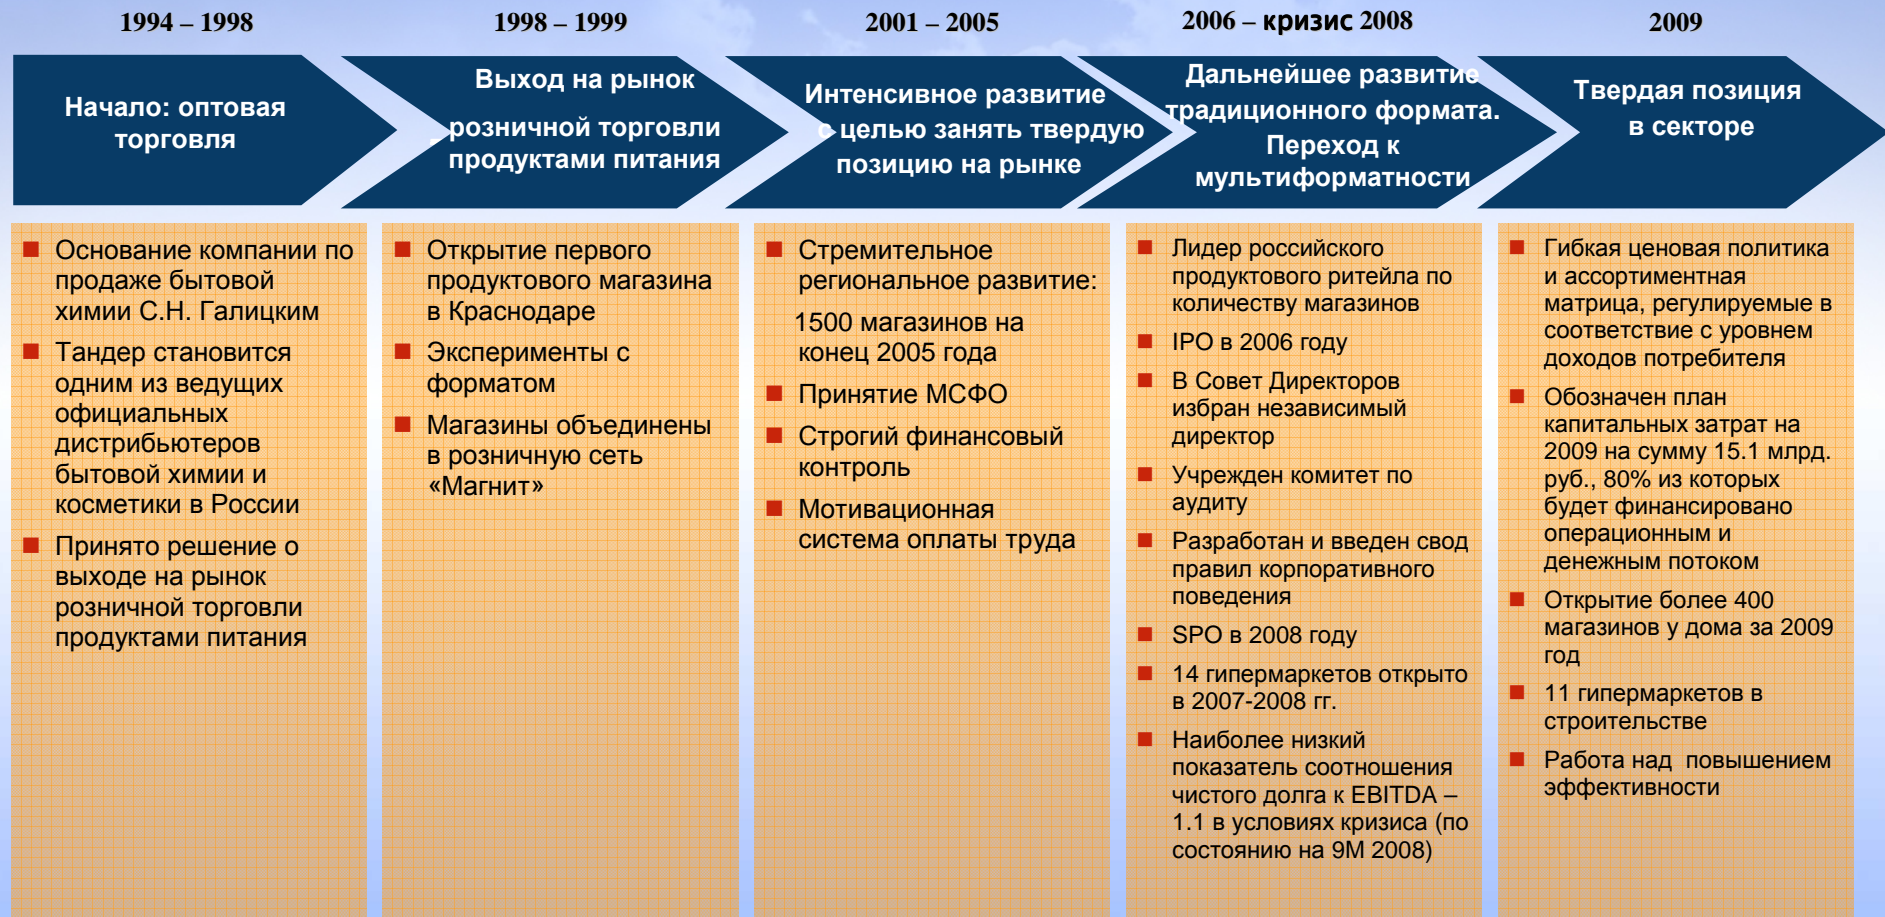 1994 – 1998
1998 – 1999
2001 – 2005
2006 – кризис 2008
2009
Начало: оптовая
торговля
Выход на рынок
розничной торговли
продуктами питания
Интенсивное развитие
с целью занять твердую
позицию на рынке
Дальнейшее развитие
традиционного формата.
Переход к
мультиформатности
Твердая позиция
в секторе
Основание компании по
продаже бытовой
химии С.Н. Галицким
Тандер становится
одним из ведущих
официальных
дистрибьютеров
бытовой химии и
косметики в России
Принято решение о
выходе на рынок
розничной торговли
продуктами питания
Открытие первого
продуктового магазина
в Краснодаре
Эксперименты с
форматом
Магазины объединены
в розничную сеть
«Магнит»
Стремительное
региональное развитие:
1500 магазинов на
конец 2005 года
Принятие МСФО
Строгий финансовый
контроль
Мотивационная
система оплаты труда
Лидер российского
продуктового ритейла по
количеству магазинов
IPO в 2006 году
В Совет Директоров
избран независимый
директор
Учрежден комитет по
аудиту
Разработан и введен свод
правил корпоративного
поведения
SPO в 2008 году
14 гипермаркетов открыто
в 2007-2008 гг.
Наиболее низкий
показатель соотношения
чистого долга к EBITDA –
1.1 в условиях кризиса (по
состоянию на 9М 2008)
Гибкая ценовая политика
и ассортиментная
матрица, регулируемые в
соответствие с уровнем
доходов потребителя
Обозначен план
капитальных затрат на
2009 на сумму 15.1 млрд.
руб., 80% из которых
будет финансировано
операционным и
денежным потоком
Открытие более 400
магазинов у дома за 2009
год
11 гипермаркетов в
строительстве
Работа над повышением
эффективности